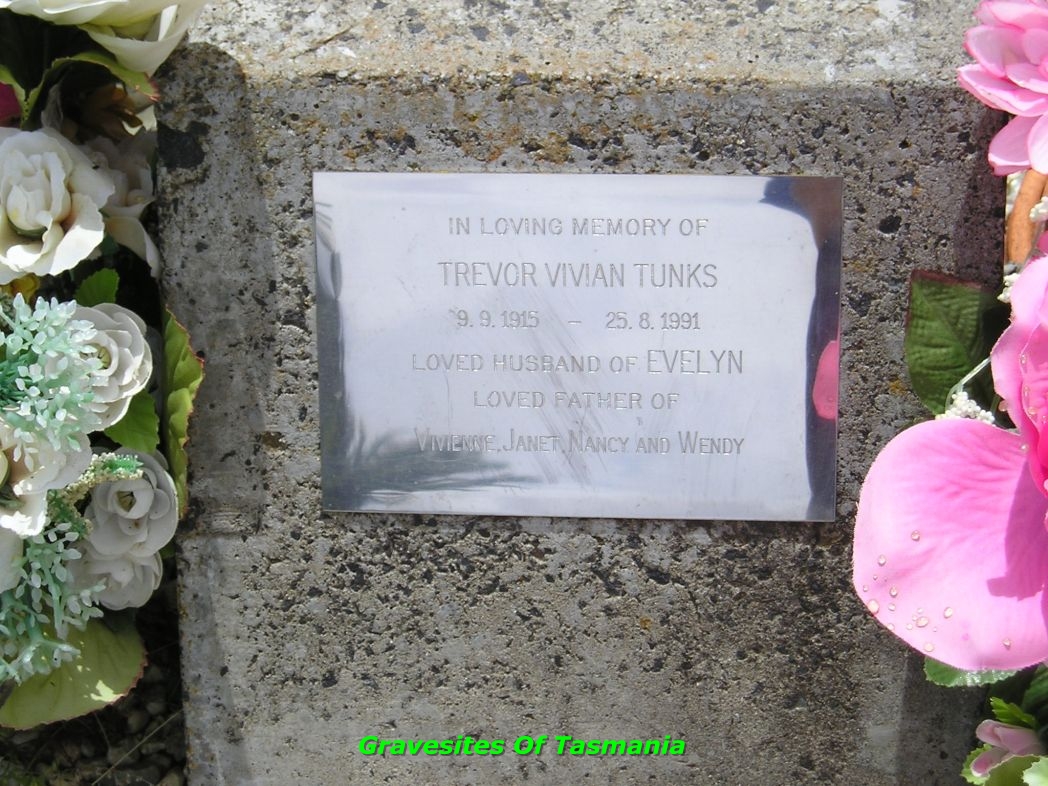 IN LOVING MEMORY OF
TREVOR VIVIAN TUNKS
9. 9. 1915 – 25. 8. 1991
LOVED HUSBAND OF EVELYN
LOVED FATHER OF
VIVIENNE, JANET, NANCY AND WENDY
Gravesites Of Tasmania